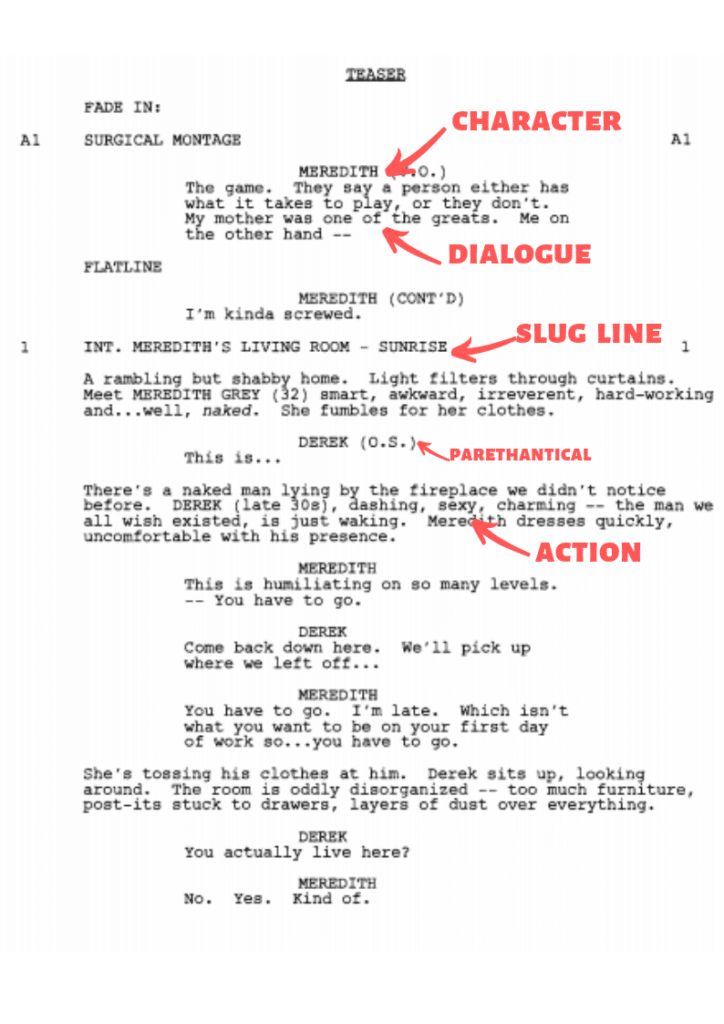 TEASER
FADE IN:
CHARACTER
A1 SURGICAL MONTAGE A1
MEREDITH (V.O.)
The game. They say a person either has
what it takes to play, or they don't.
My mother was one of the greats. Me on
the other hand --
DIALOGUE
FLATLINE
MEREDITH (CONT'D)
I'm kinda screwed.
SLUG LINE
1 INT. MEREDITH'S LIVING ROOM - SUNRISE 1
A rambling but shabby home. Light filters through curtains.
Meet MEREDITH GREY (32) smart, awkward, irreverent, hard-working
and...well, naked. She fumbles for her clothes.
DEREK (O.S.)
PARETHANTICAL
This is...
There's a naked man lying by the fireplace we didn't notice
before. DEREK (late 30s), dashing, sexy, charming -- the man we
all wish existed, is just waking. Meredith dresses quickly,
uncomfortable with his presence.
ACTION
MEREDITH
This is humiliating on so many levels.
-- You have to go.
DEREK
Come back down here. We'll pick up
where we left off...
MEREDITH
You have to go. I'm late. Which isn't
what you want to be on your first day
of work so...you have to go.
She's tossing his clothes at him. Derek sits up, looking
around. The room is oddly disorganized -- too much furniture,
post-its stuck to drawers, layers of dust over everything.
DEREK
You actually live here?
MEREDITH
No. Yes. Kind of.